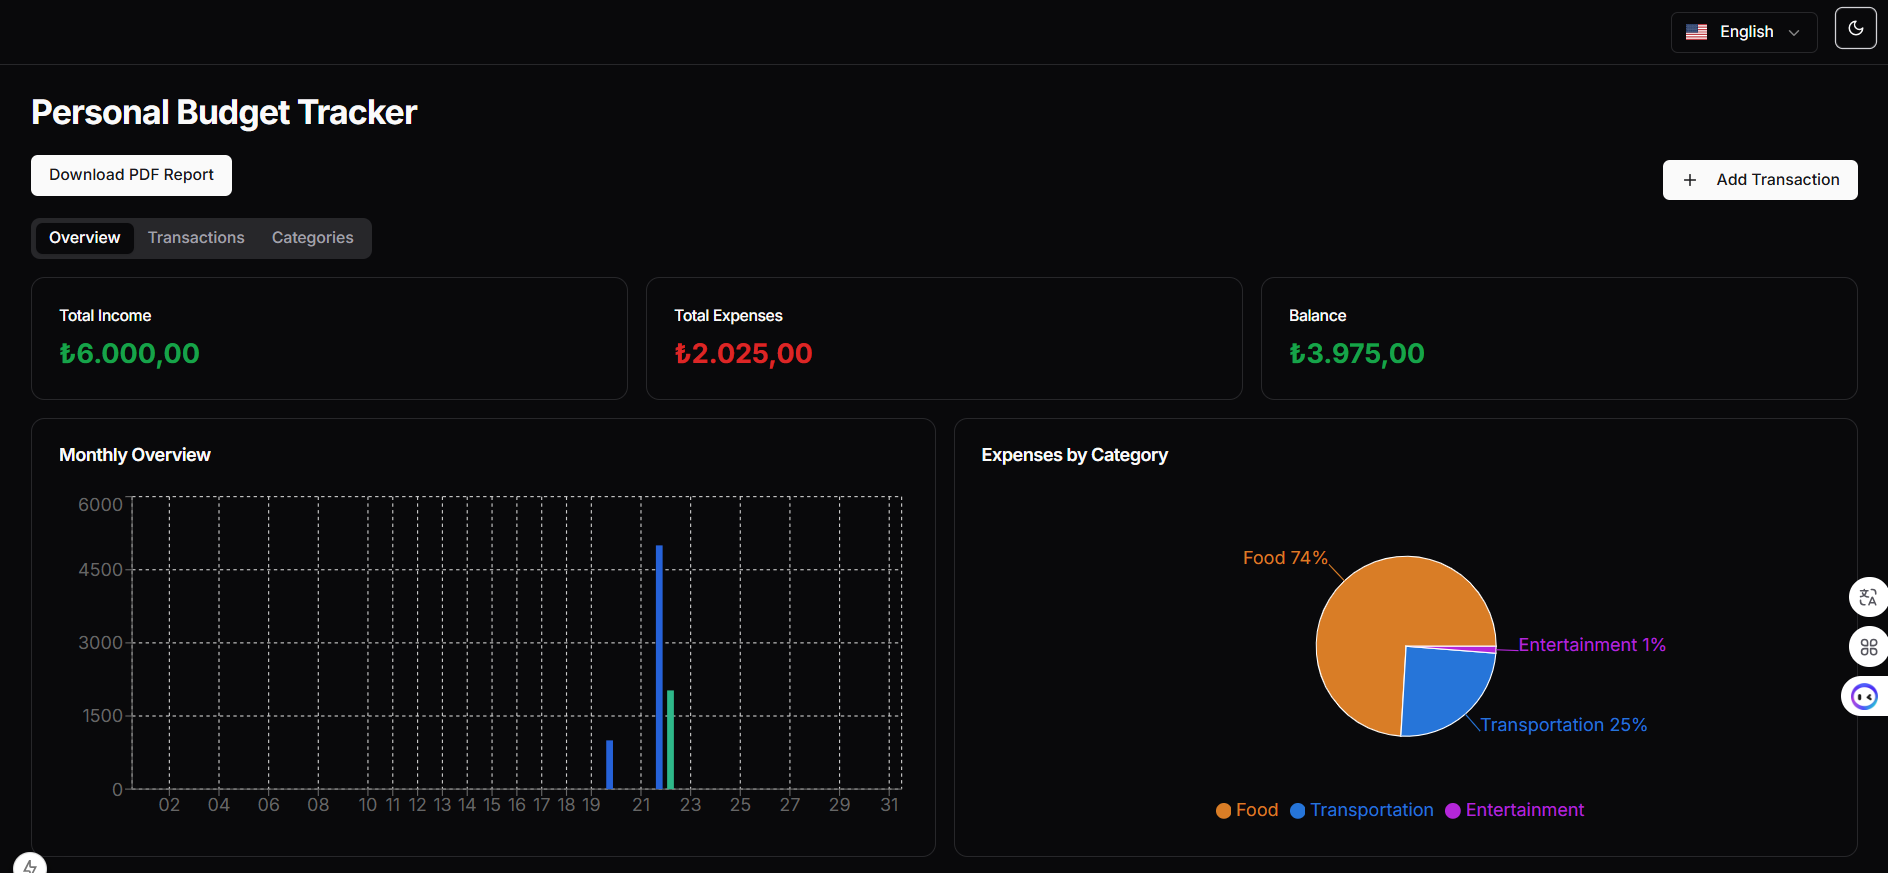 English
Personal Budget Tracker
Download PDF Report
+ Add Transaction
Overview Transactions Categories
Total Income
₺6.000,00
Total Expenses
₺2.025,00
Balance
₺3.975,00
Monthly Overview
6000
4500
3000
1500
0
02 04 06 08 10 11 12 13 14 15 16 17 18 19 21 23 25 27 29 31
Expenses by Category
Food 74%
Entertainment 1%
Transportation 25%
Food Transportation Entertainment